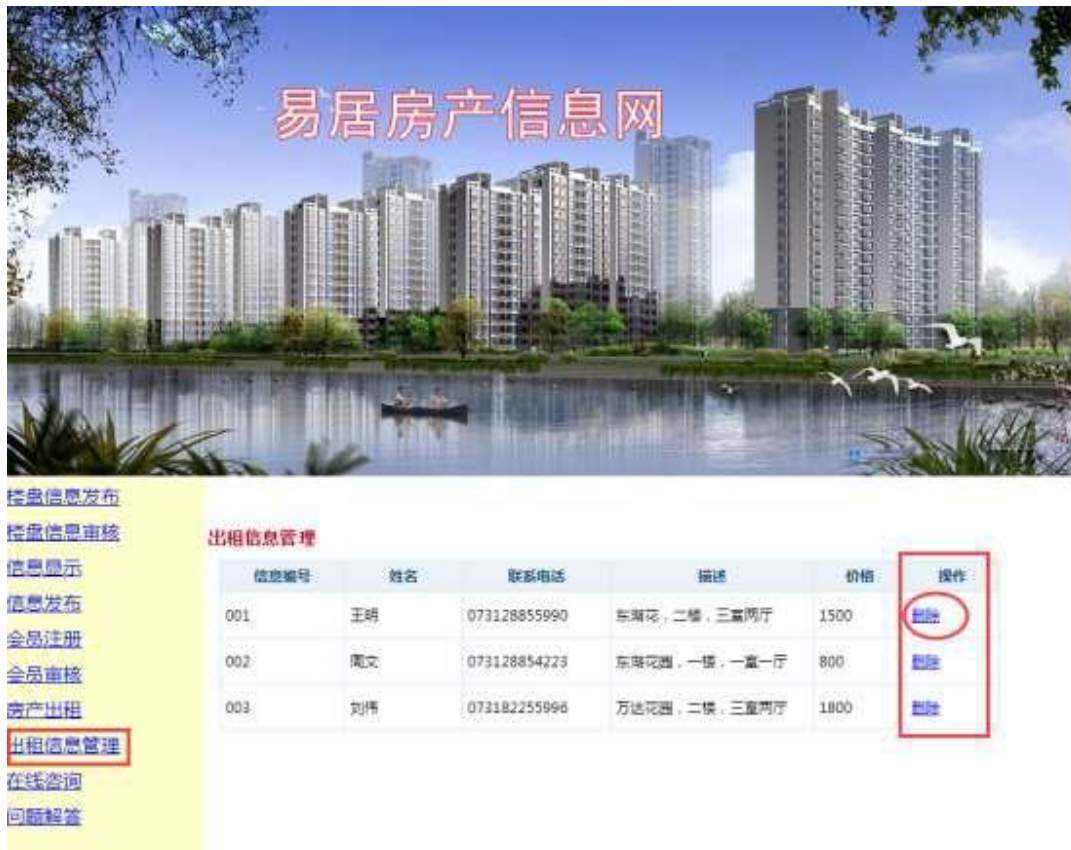 易居房产信息网
楼盘信息发布
楼盘信息审核
信息显示
信息发布
会员注册
会员审核
房产出租
出租信息管理
在线咨询
问题解答
出租信息管理
信息编号 姓名 联系电话 描述 价格 操作
001 王明 073128855990 东湖花，二楼，三室两厅 1500 删除
002 周文 073128854223 东湖花园，一楼，一室一厅 800 删除
003 刘伟 073182255996 万达花园，二楼，三室两厅 1800 删除